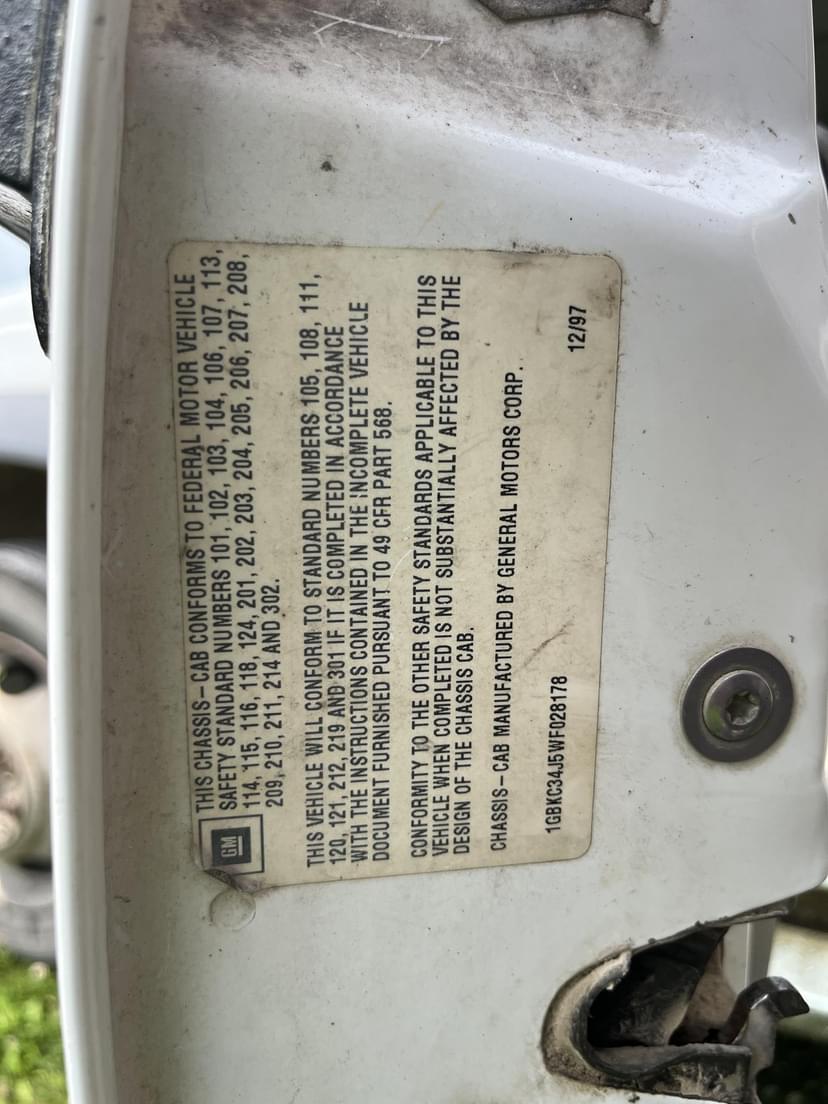 GM
THIS CHASSIS-CAB CONFORMS TO FEDERAL MOTOR VEHICLE
SAFETY STANDARD NUMBERS 101, 102, 103, 104, 106, 107, 113,
114, 115, 116, 118, 124, 201, 202, 203, 204, 205, 206, 207, 208,
209, 210, 211, 214 AND 302.
THIS VEHICLE WILL CONFORM TO STANDARD NUMBERS 105, 108, 111,
120, 121, 212, 219 AND 301 IF IT IS COMPLETED IN ACCORDANCE
WITH THE INSTRUCTIONS CONTAINED IN THE INCOMPLETE VEHICLE
DOCUMENT FURNISHED PURSUANT TO 49 CFR PART 568.
CONFORMITY TO THE OTHER SAFETY STANDARDS APPLICABLE TO THIS
VEHICLE WHEN COMPLETED IS NOT SUBSTANTIALLY AFFECTED BY THE
DESIGN OF THE CHASSIS CAB.
CHASSIS-CAB MANUFACTURED BY GENERAL MOTORS CORP.
1GBKC34J5WF028178 12/97